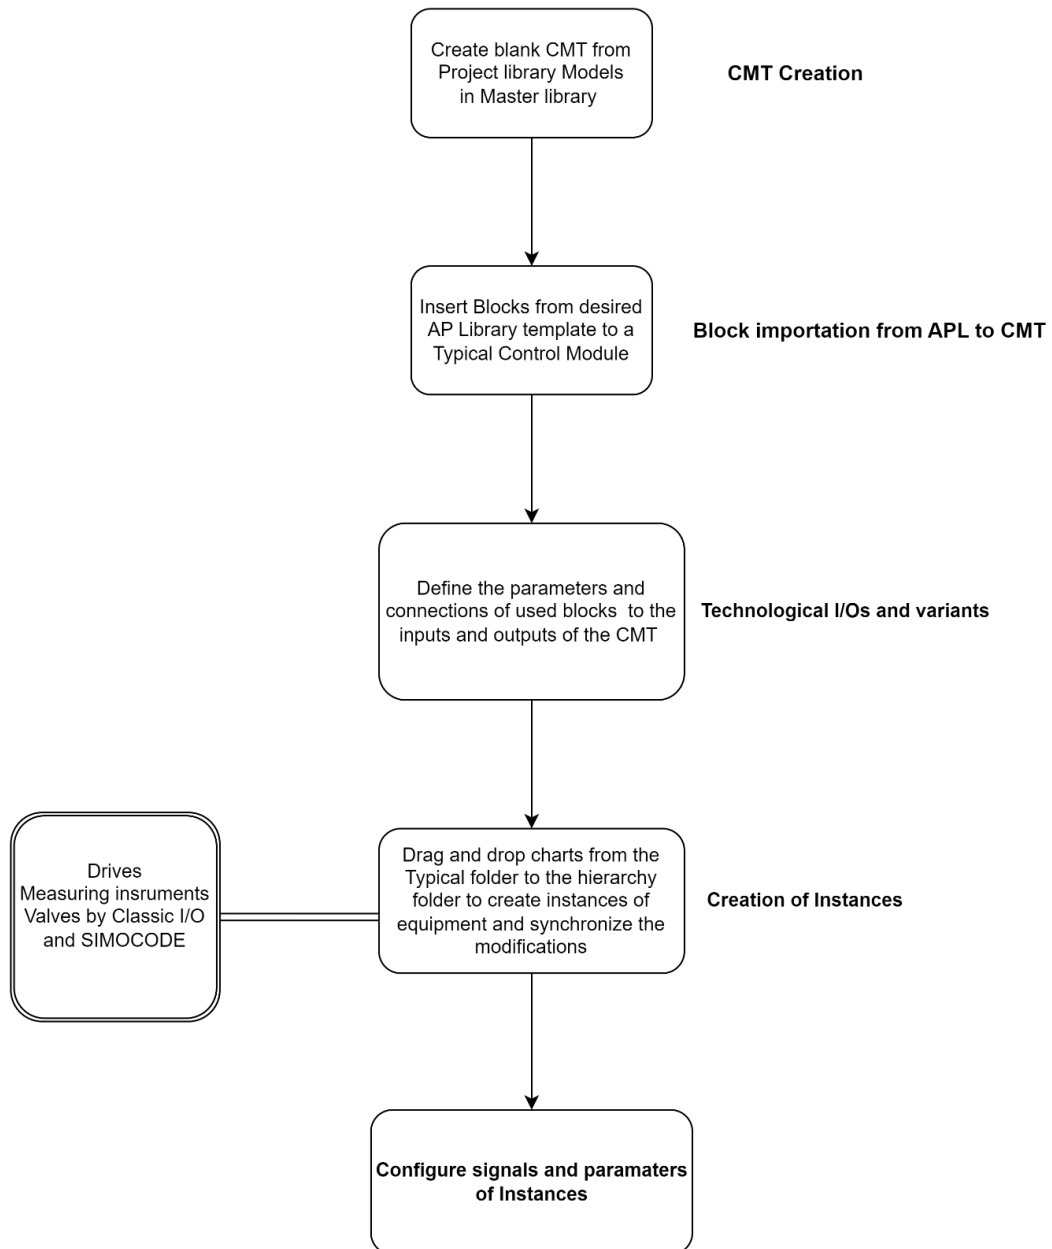 Create blank CMT from
Project library Models
in Master library
CMT Creation
Insert Blocks from desired
AP Library template to a
Typical Control Module
Block importation from APL to CMT
Define the parameters and
connections of used blocks to the
inputs and outputs of the CMT
Technological I/Os and variants
Drives
Measuring insruments
Valves by Classic I/O
and SIMOCODE
Drag and drop charts from the
Typical folder to the hierarchy
folder to create instances of
equipment and synchronize the
modifications
Creation of Instances
Configure signals and paramaters
of Instances